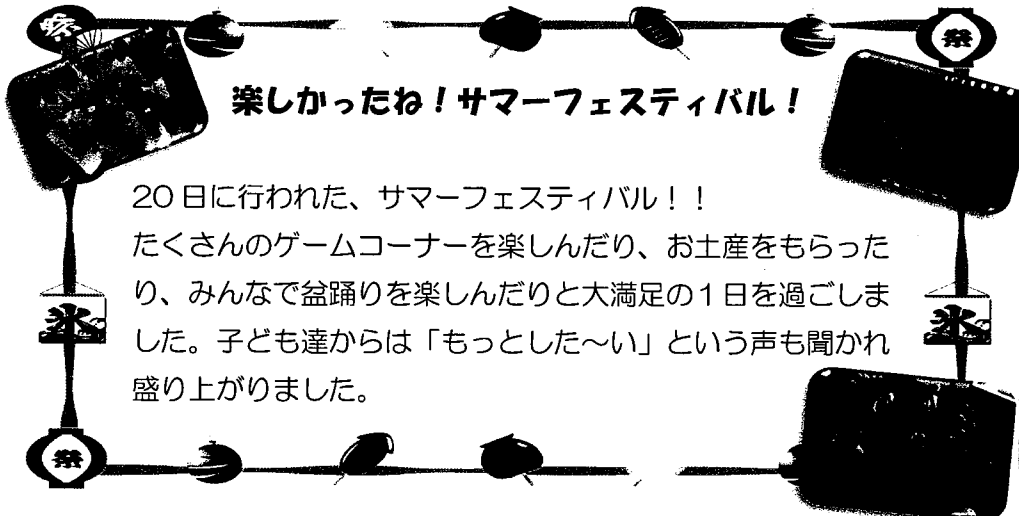 祭
祭
楽しかったね！サマーフェスティバル！
20日に行われた、サマーフェスティバル！！
たくさんのゲームコーナーを楽しんだり、お土産をもらった
り、みんなで盆踊りを楽しんだりと大満足の1日を過ごしま
氷
氷
した。子ども達からは「もっとした～い」という声も聞かれ
盛り上がりました。
祭